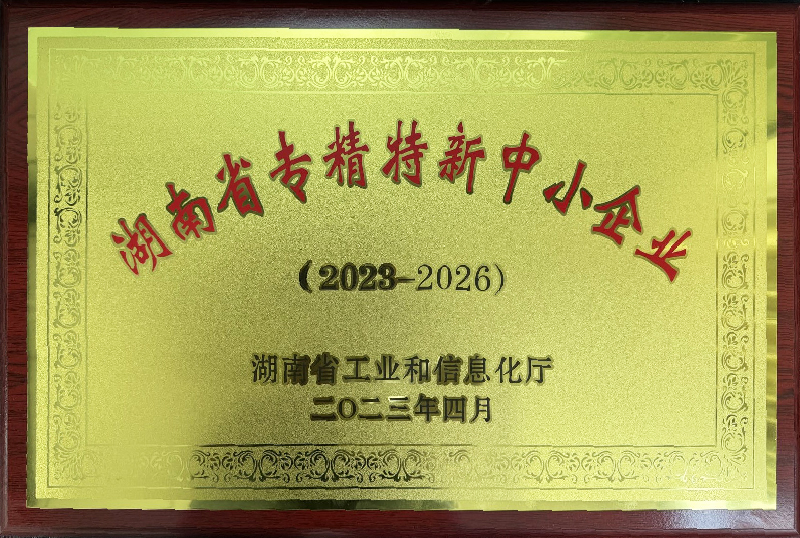 湖南省专精特新中小企业
（2023-2026）
湖南省工业和信息化厅
二〇二三年四月